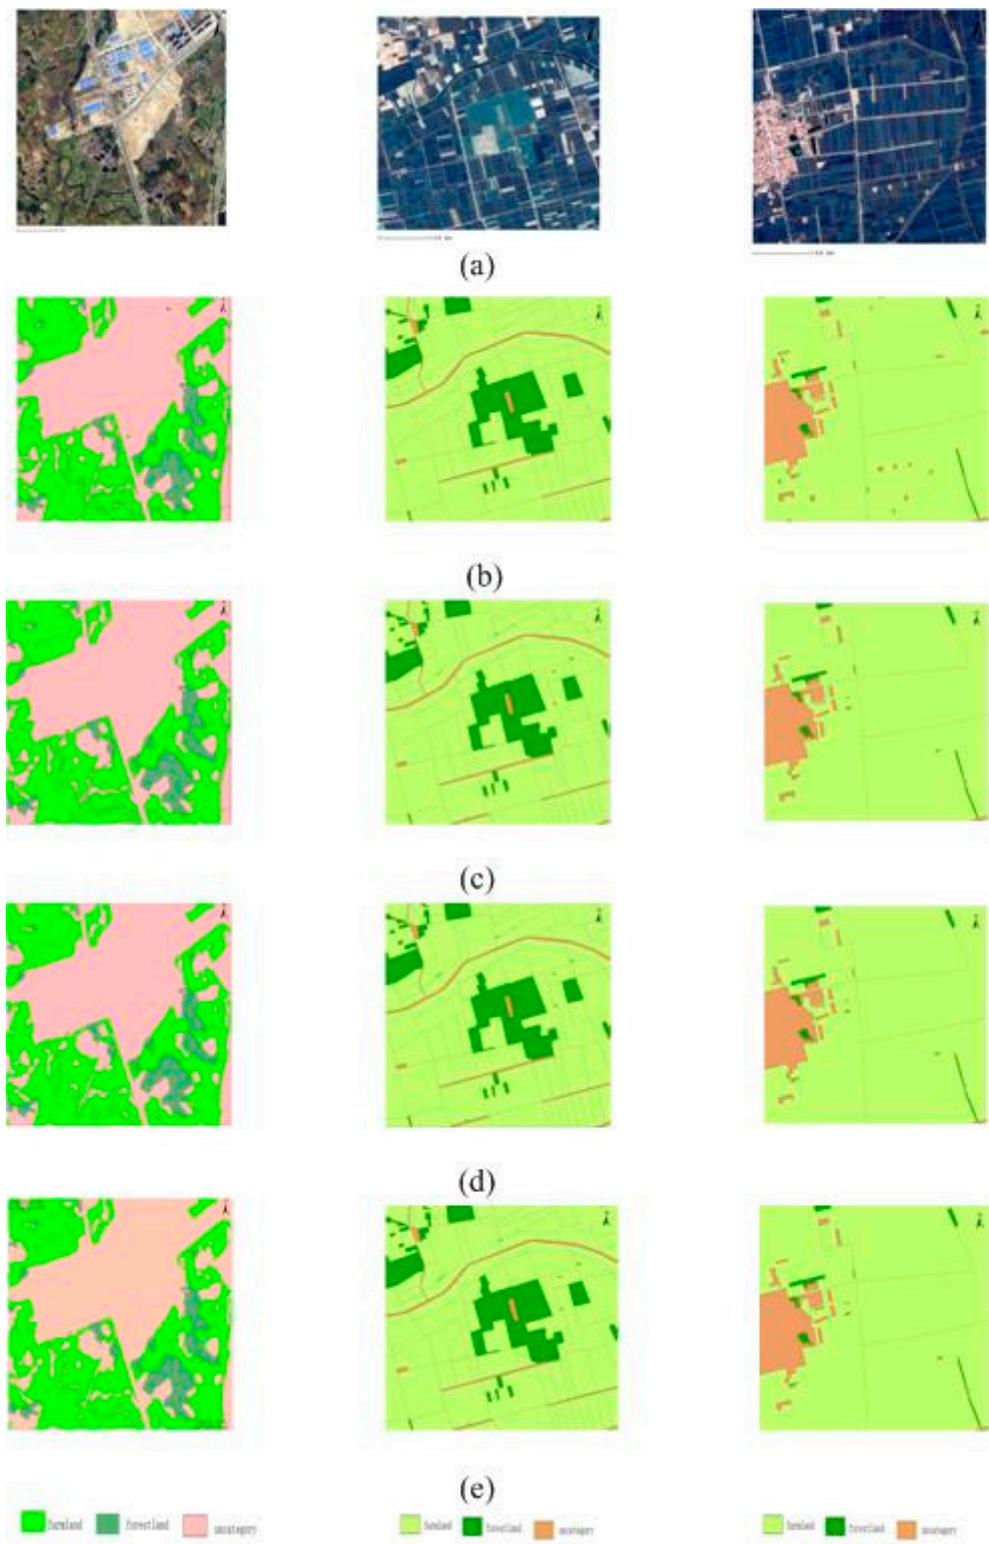 (a)
(b)
(c)
(d)
(e)
farmland forestland uncategory farmland forestland uncategory farmland forestland uncategory